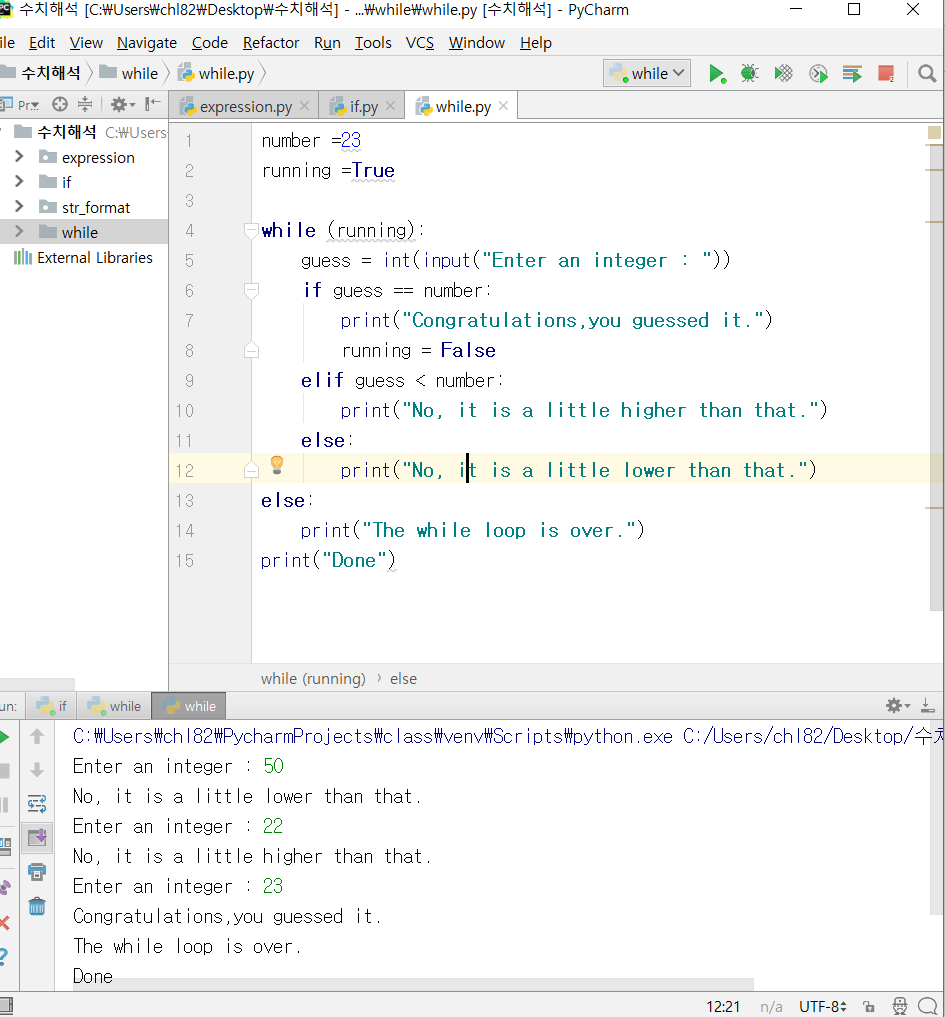 수치해석 [C:₩Users₩chl82₩Desktop₩수치해석] - ...₩while₩while.py [수치해석] - PyCharm
Edit View Navigate Code Refactor Run Tools VCS Window Help
수치해석 while while.py while
Pr expression.py if.py while.py
수치해석 C:₩Users
expression
if
str_format
while
External Libraries
1 number =23
2 running =True
3
4 while (running):
5     guess = int(input("Enter an integer : "))
6     if guess == number:
7         print("Congratulations,you guessed it.")
8         running = False
9     elif guess < number:
10         print("No, it is a little higher than that.")
11     else:
12         print("No, it is a little lower than that.")
13 else:
14     print("The while loop is over.")
15 print("Done")
while (running) › else
un: if while while
C:₩Users₩chl82₩PycharmProjects₩class₩venv₩Scripts₩python.exe C:/Users/chl82/Desktop/수
Enter an integer : 50
No, it is a little lower than that.
Enter an integer : 22
No, it is a little higher than that.
Enter an integer : 23
Congratulations,you guessed it.
The while loop is over.
Done
12:21 n/a UTF-8